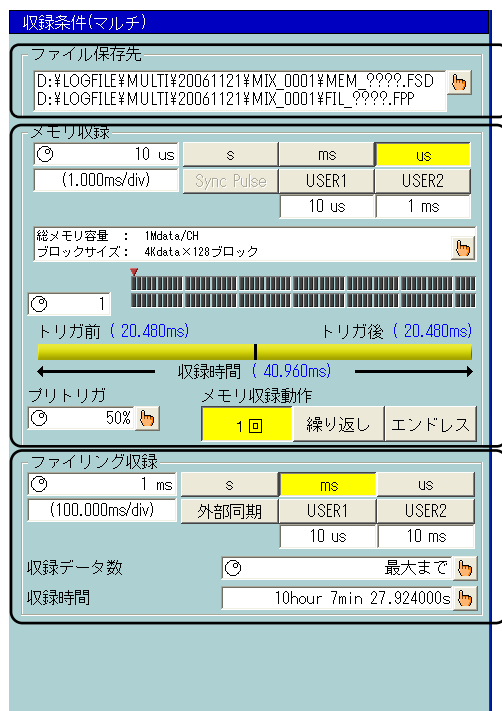 収録条件(マルチ)
ファイル保存先
D:¥LOGFILE¥MULTI¥20061121¥MIX_0001¥MEM_????.FSD
D:¥LOGFILE¥MULTI¥20061121¥MIX_0001¥FIL_????.FPP
メモリ収録
10 us s ms us
(1.000ms/div) Sync Pulse USER1 USER2
10 us 1 ms
総メモリ容量 : 1Mdata/CH
ブロックサイズ: 4Kdata×128ブロック
1
トリガ前 ( 20.480ms) トリガ後 ( 20.480ms)
収録時間 ( 40.960ms)
プリトリガ メモリ収録動作
50% 1回 繰り返し エンドレス
ファイリング収録
1 ms s ms us
(100.000ms/div) 外部同期 USER1 USER2
10 us 10 ms
収録データ数 最大まで
収録時間 10hour 7min 27.924000s